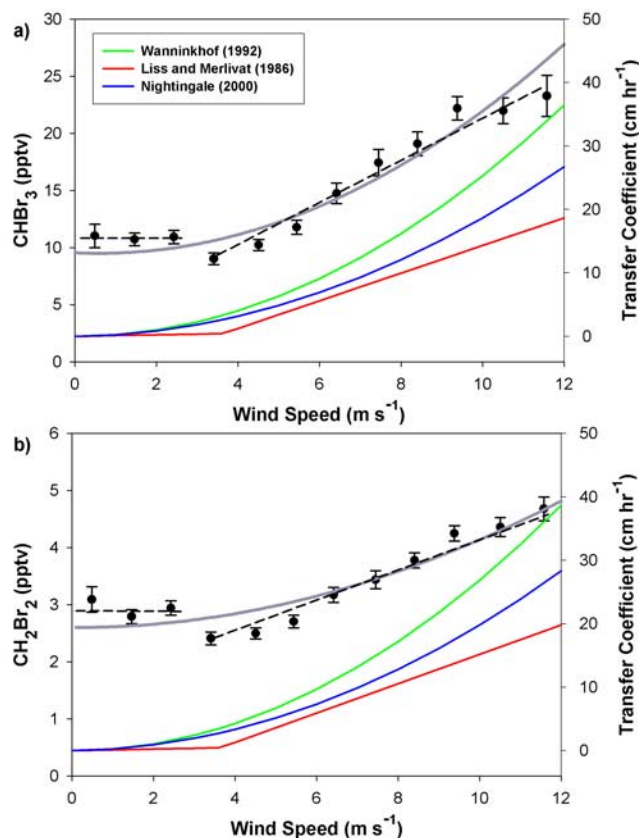 a)
Wanninkhof (1992)
Liss and Merlivat (1986)
Nightingale (2000)
CHBr3 (pptv)
30
25
20
15
10
5
0
Transfer Coefficient (cm hr-1)
50
40
30
20
10
0
0 2 4 6 8 10 12
Wind Speed (m s-1)
b)
CH2Br2 (pptv)
6
5
4
3
2
1
0
Transfer Coefficient (cm hr-1)
50
40
30
20
10
0
0 2 4 6 8 10 12
Wind Speed (m s-1)